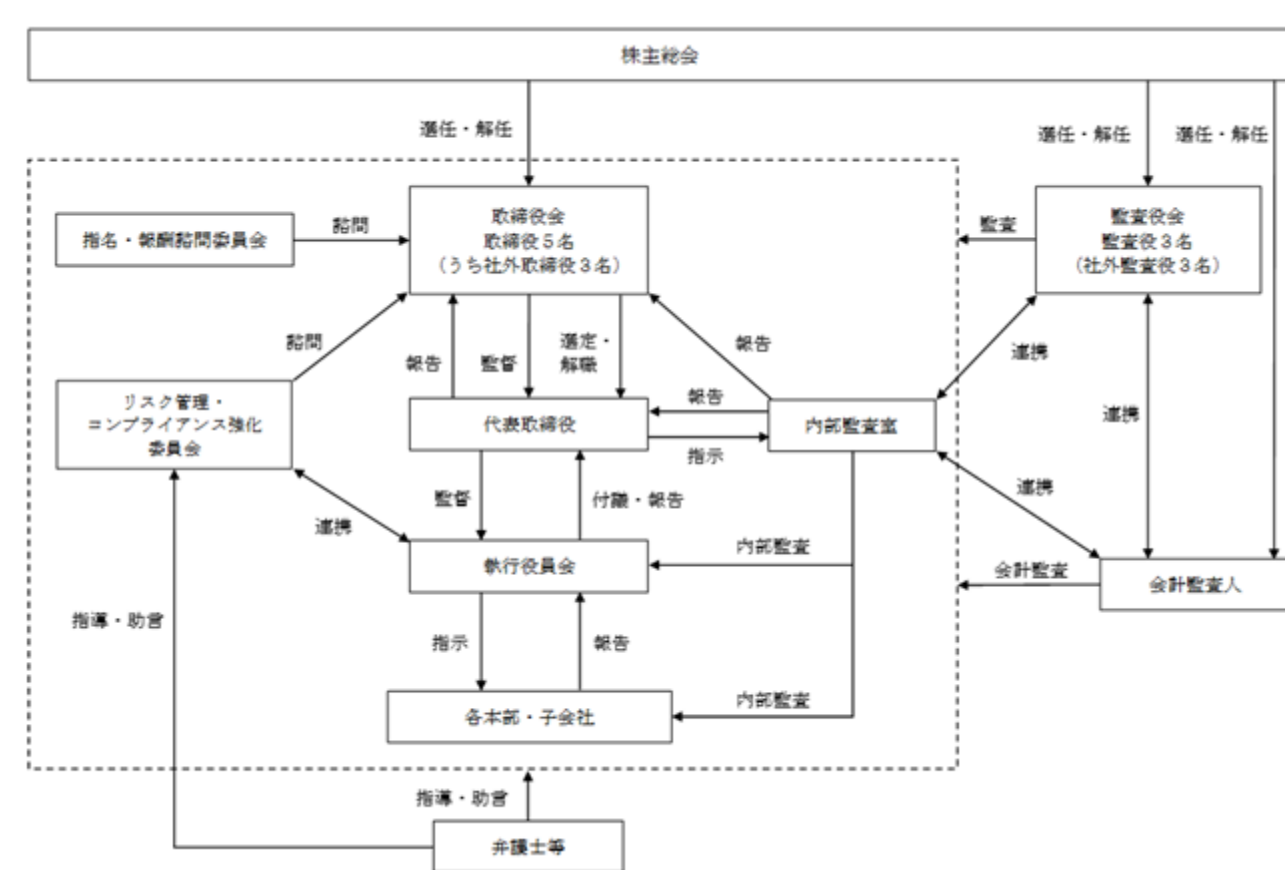 株主総会
選任・解任
選任・解任
選任・解任
指名・報酬諮問委員会
諮問
取締役会
取締役5名
(うち社外取締役3名)
監査
監査役会
監査役3名
(社外監査役3名)
諮問
報告
監督
選定・
解職
報告
連携
リスク管理・
コンプライアンス強化
委員会
代表取締役
報告
指示
内部監査室
連携
監督
付議・報告
連携
連携
執行役員会
内部監査
会計監査
会計監査人
指導・助言
指示
報告
各本部・子会社
内部監査
指導・助言
弁護士等